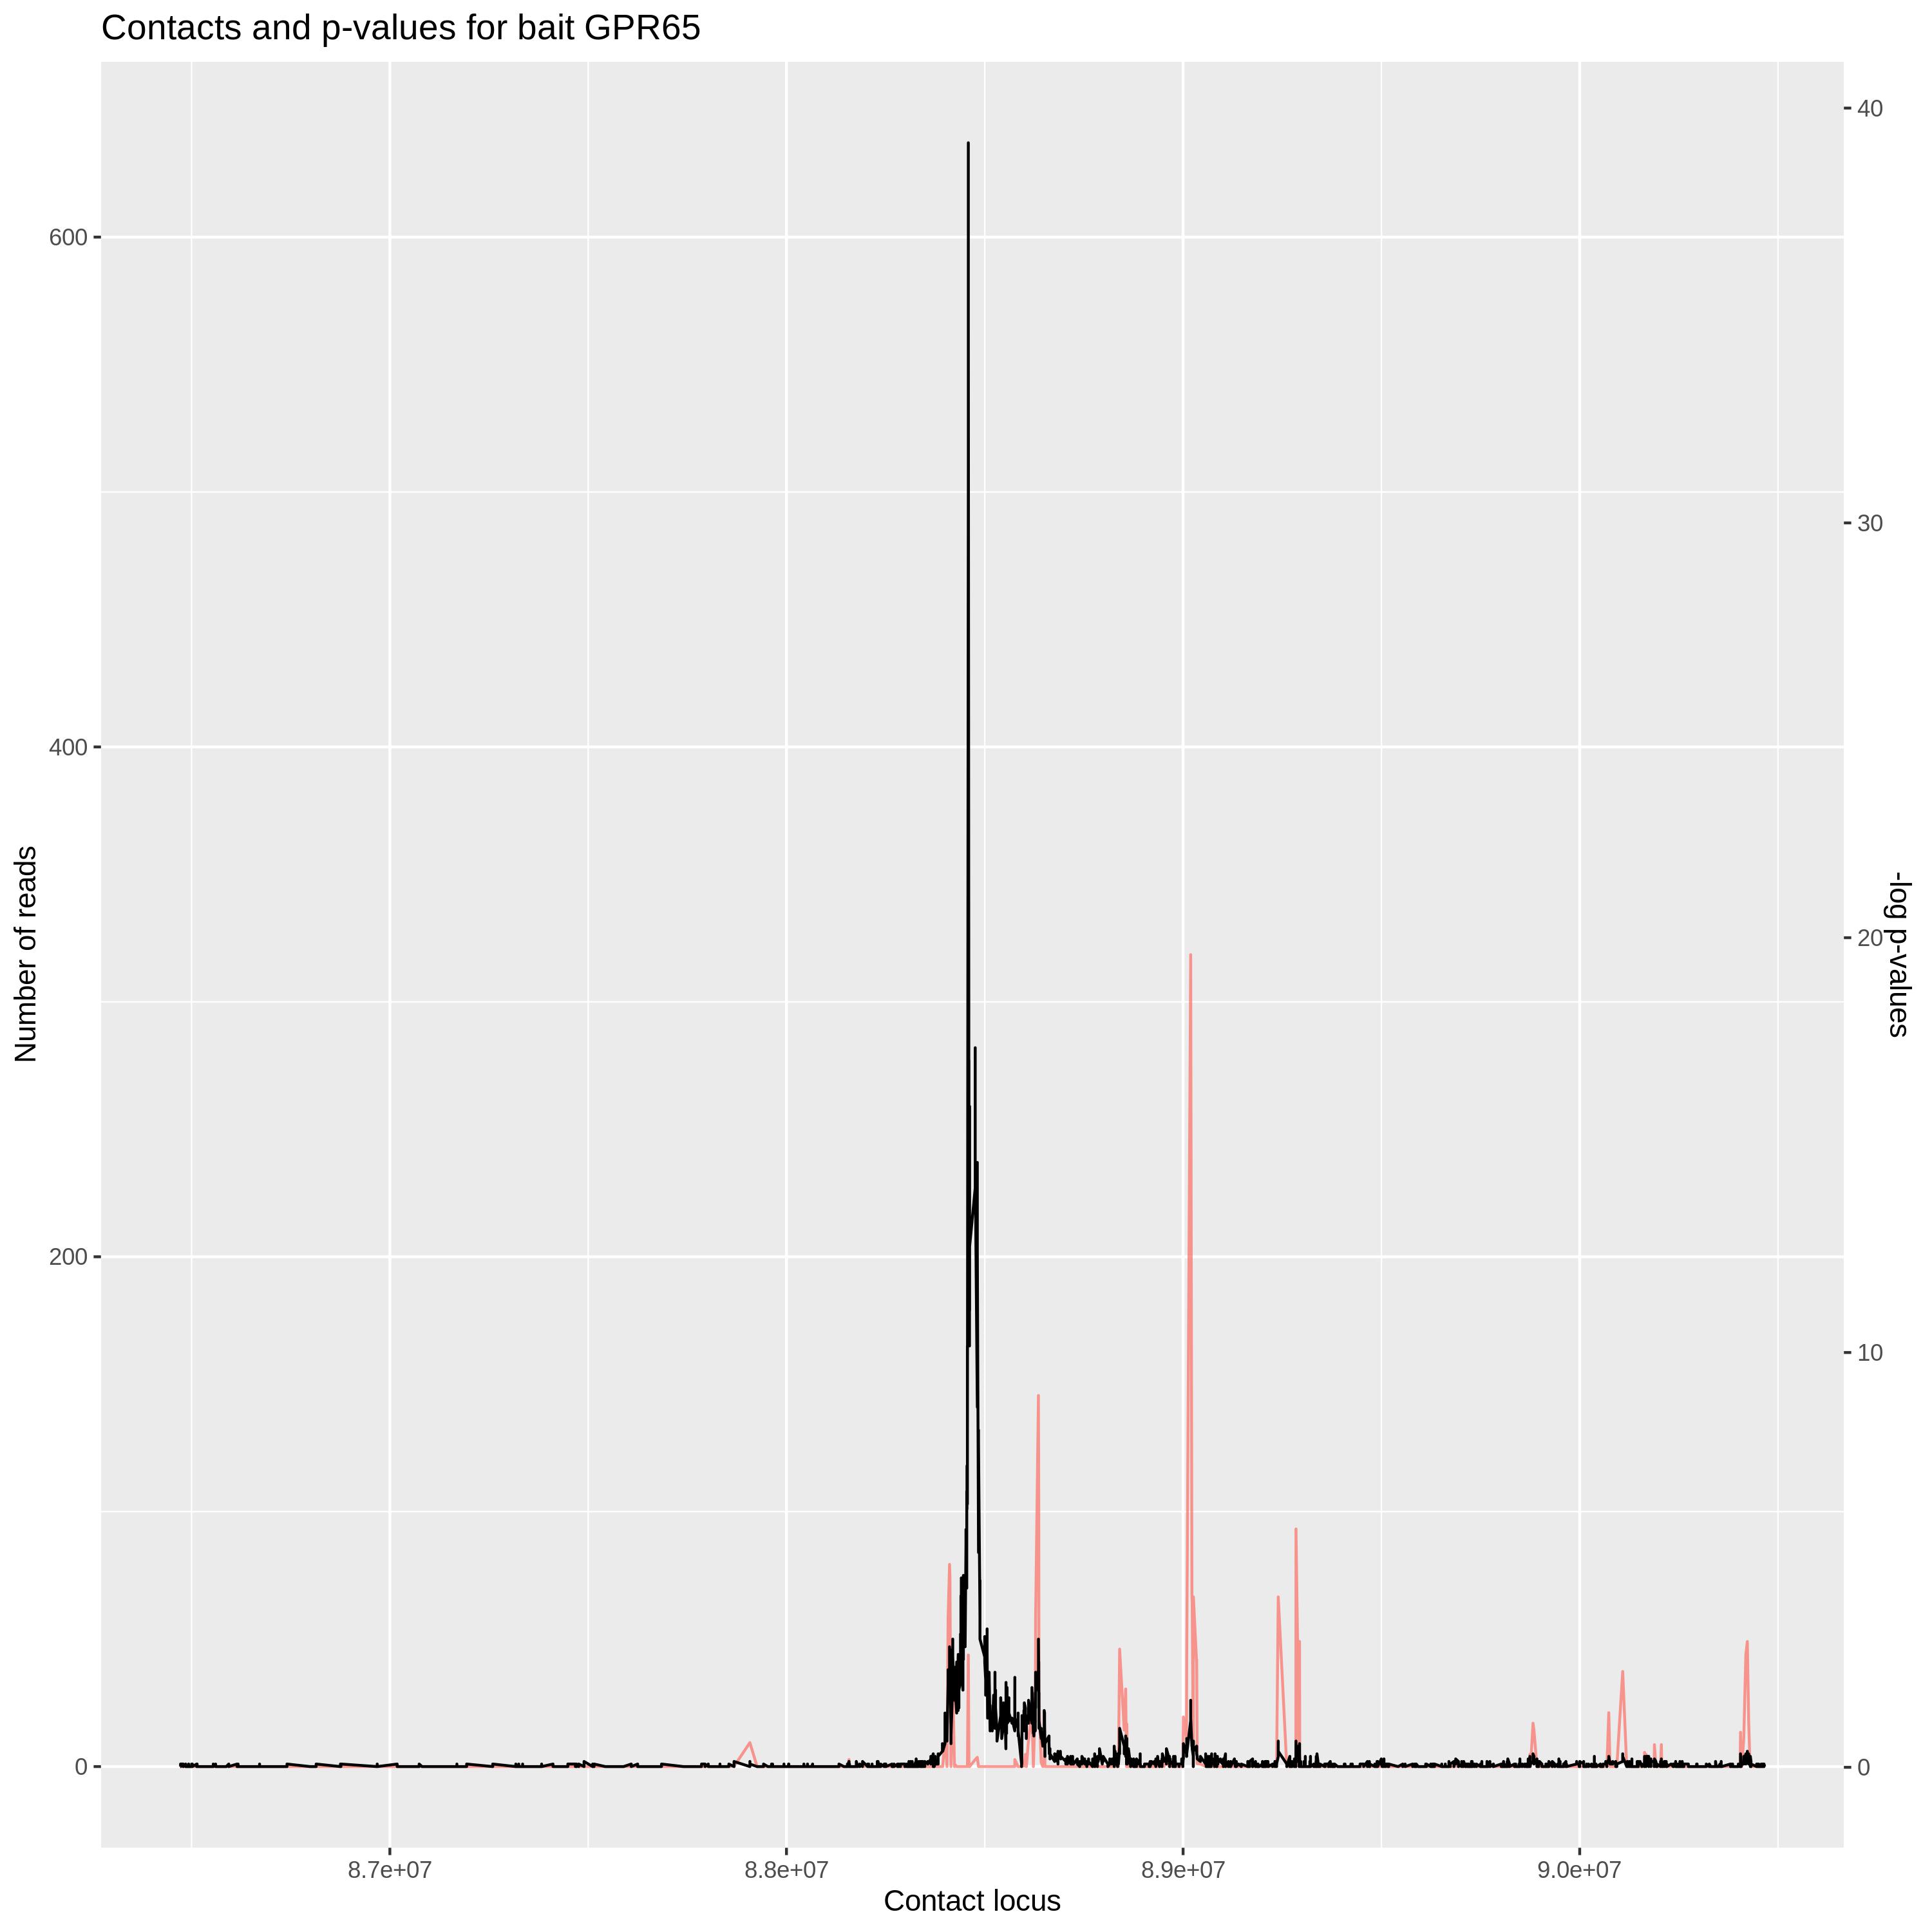 Contacts and p-values for bait GPR65
600
400
200
0
Number of reads
40
30
20
10
0
-log p-values
8.7e+07 8.8e+07 8.9e+07 9.0e+07
Contact locus